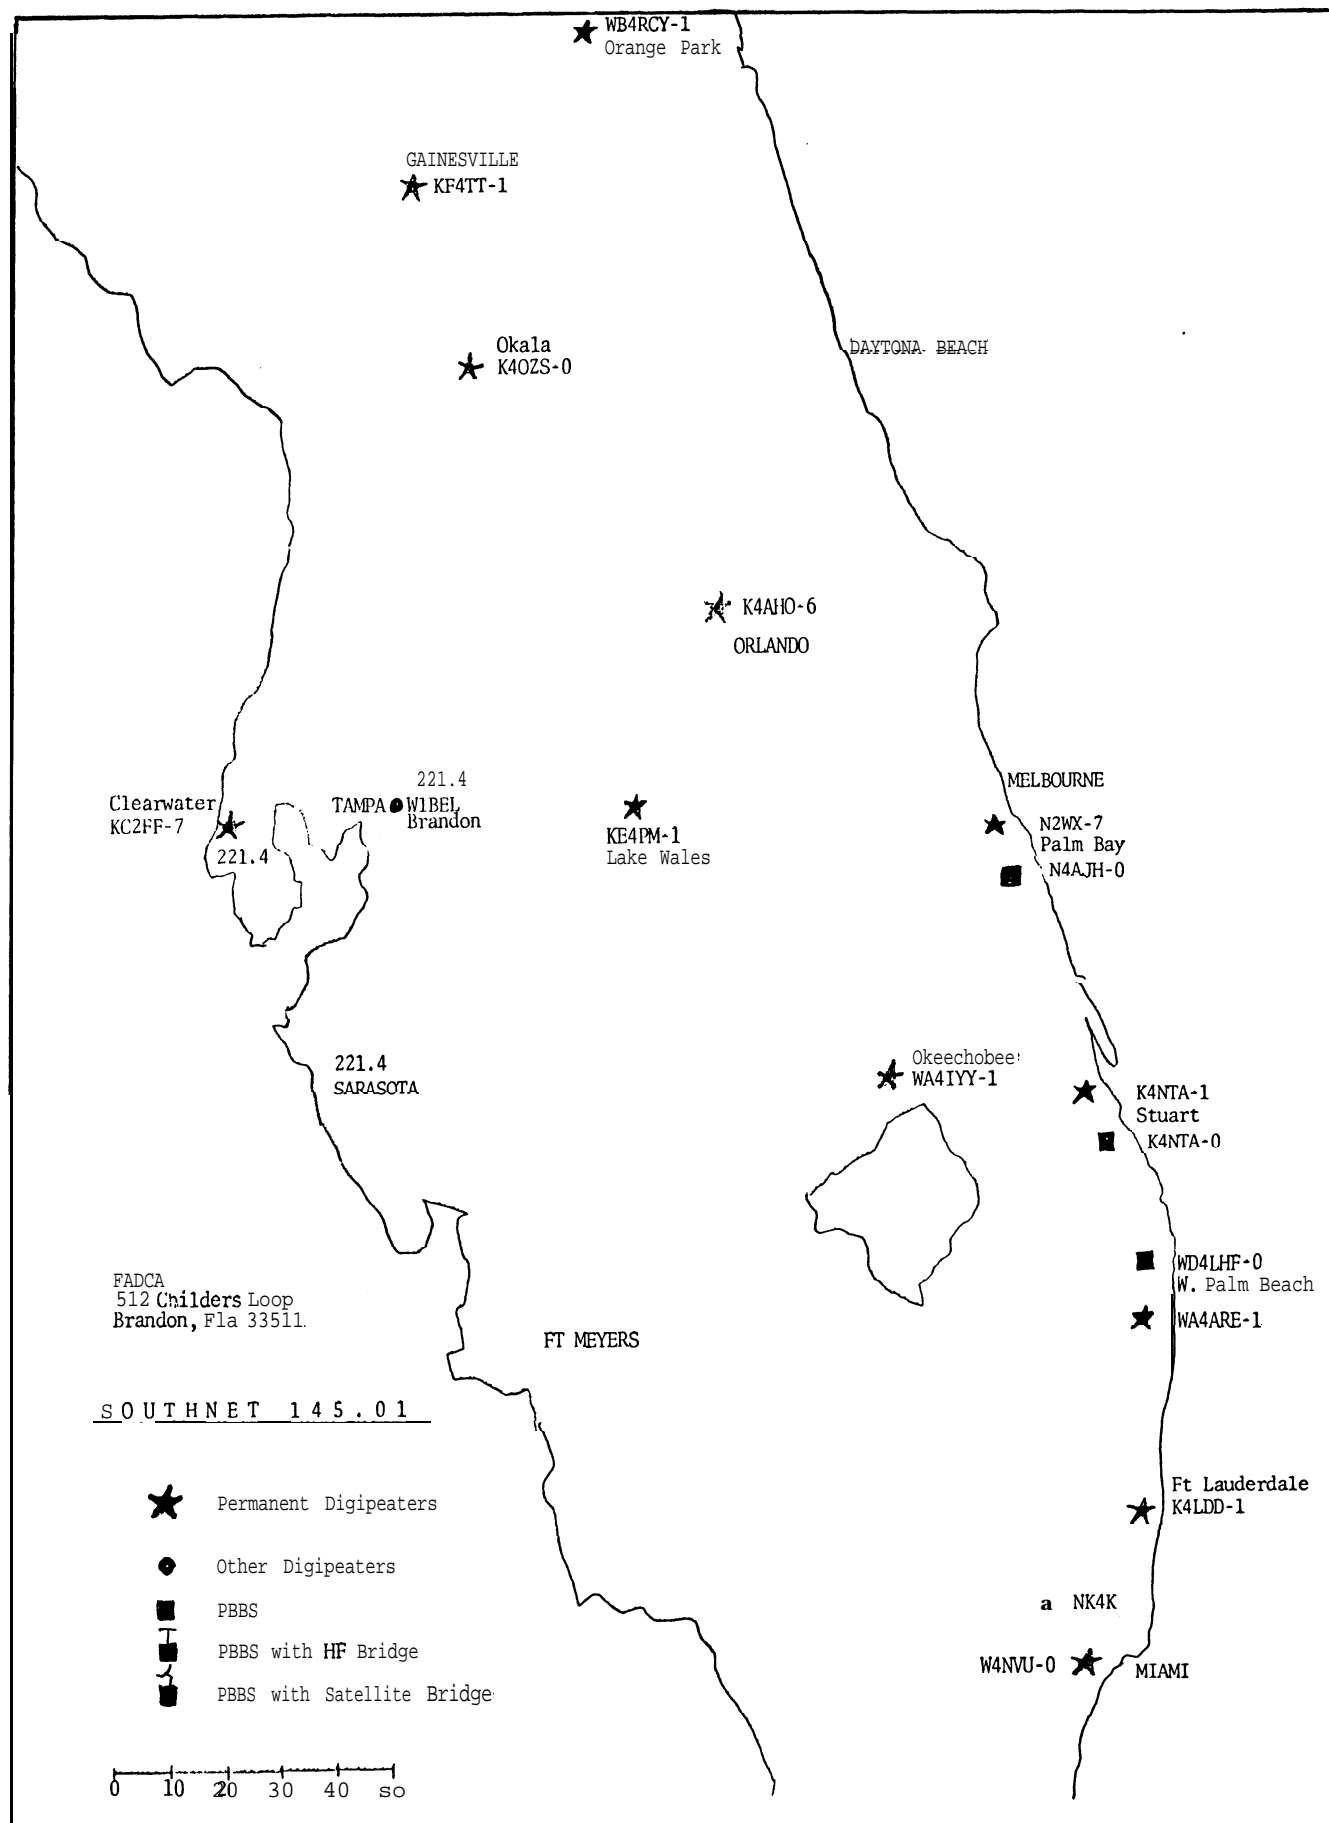 WB4RCY-1
Orange Park
GAINESVILLE
KF4TT-1
Okala
K4OZS-0
DAYTONA BEACH
K4AHO-6
ORLANDO
MELBOURNE
221.4
Clearwater
KC2FF-7
221.4
TAMPA W1BEL
Brandon
KE4PM-1
Lake Wales
N2WX-7
Palm Bay
N4AJH-0
221.4
SARASOTA
Okeechobee
WA4IYY-1
K4NTA-1
Stuart
K4NTA-0
WD4LHF-0
W. Palm Beach
WA4ARE-1
FADCA
512 Childers Loop
Brandon, Fla 33511
FT MEYERS
SOUTHNET 145.01
Permanent Digipeaters
Other Digipeaters
PBBS
PBBS with HF Bridge
PBBS with Satellite Bridge
Ft Lauderdale
K4LDD-1
a NK4K
W4NVU-0
MIAMI
0 10 20 30 40 so